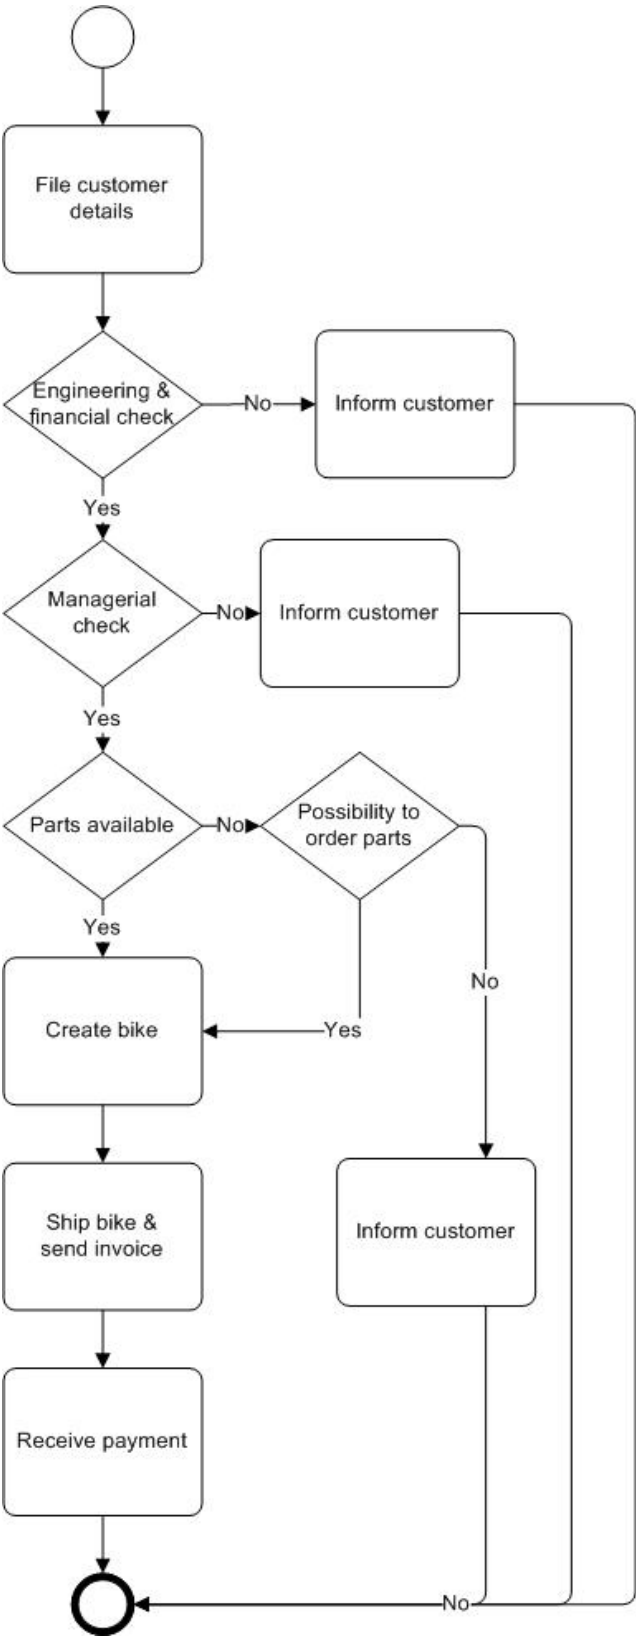 File customer
details
Engineering &
financial check
No
Inform customer
Yes
Managerial
check
No
Inform customer
Yes
Parts available
No
Possibility to
order parts
Yes
No
Create bike
Yes
Ship bike &
send invoice
Inform customer
Receive payment
No